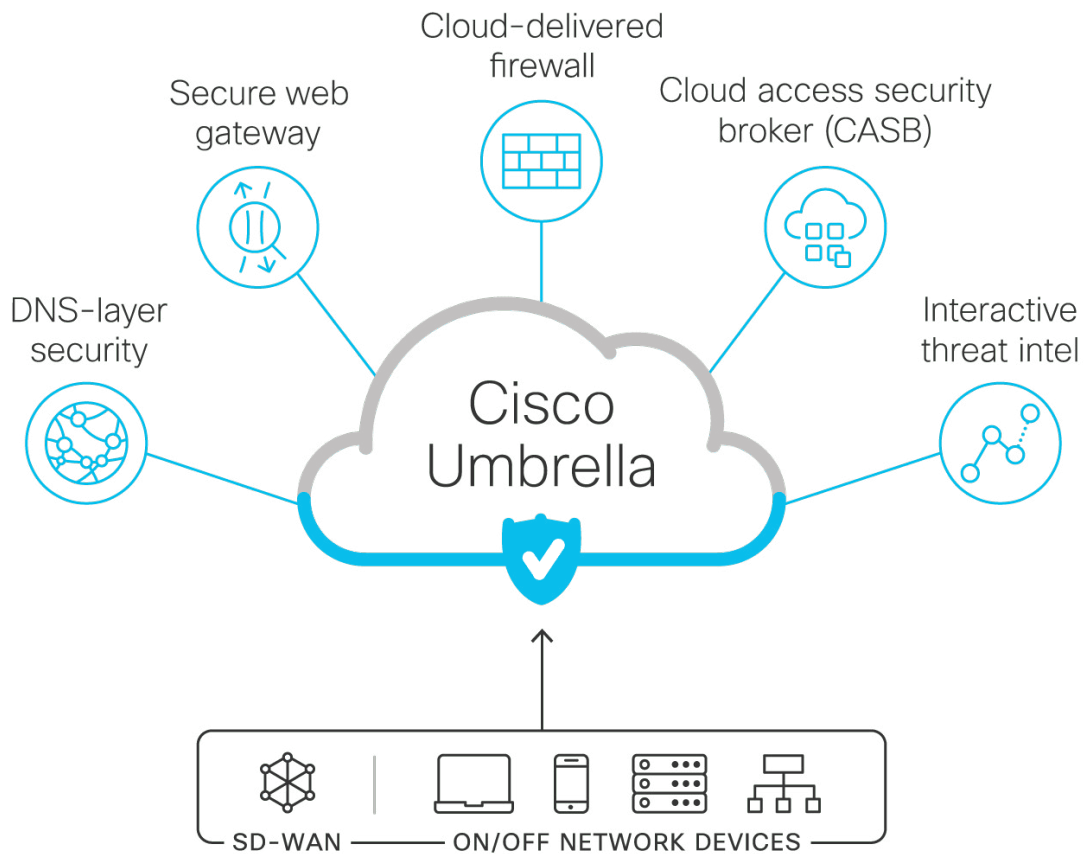 Cloud-delivered
firewall
Secure web
gateway
Cloud access security
broker (CASB)
DNS-layer
security
Interactive
threat intel
Cisco
Umbrella
SD-WAN
ON/OFF NETWORK DEVICES